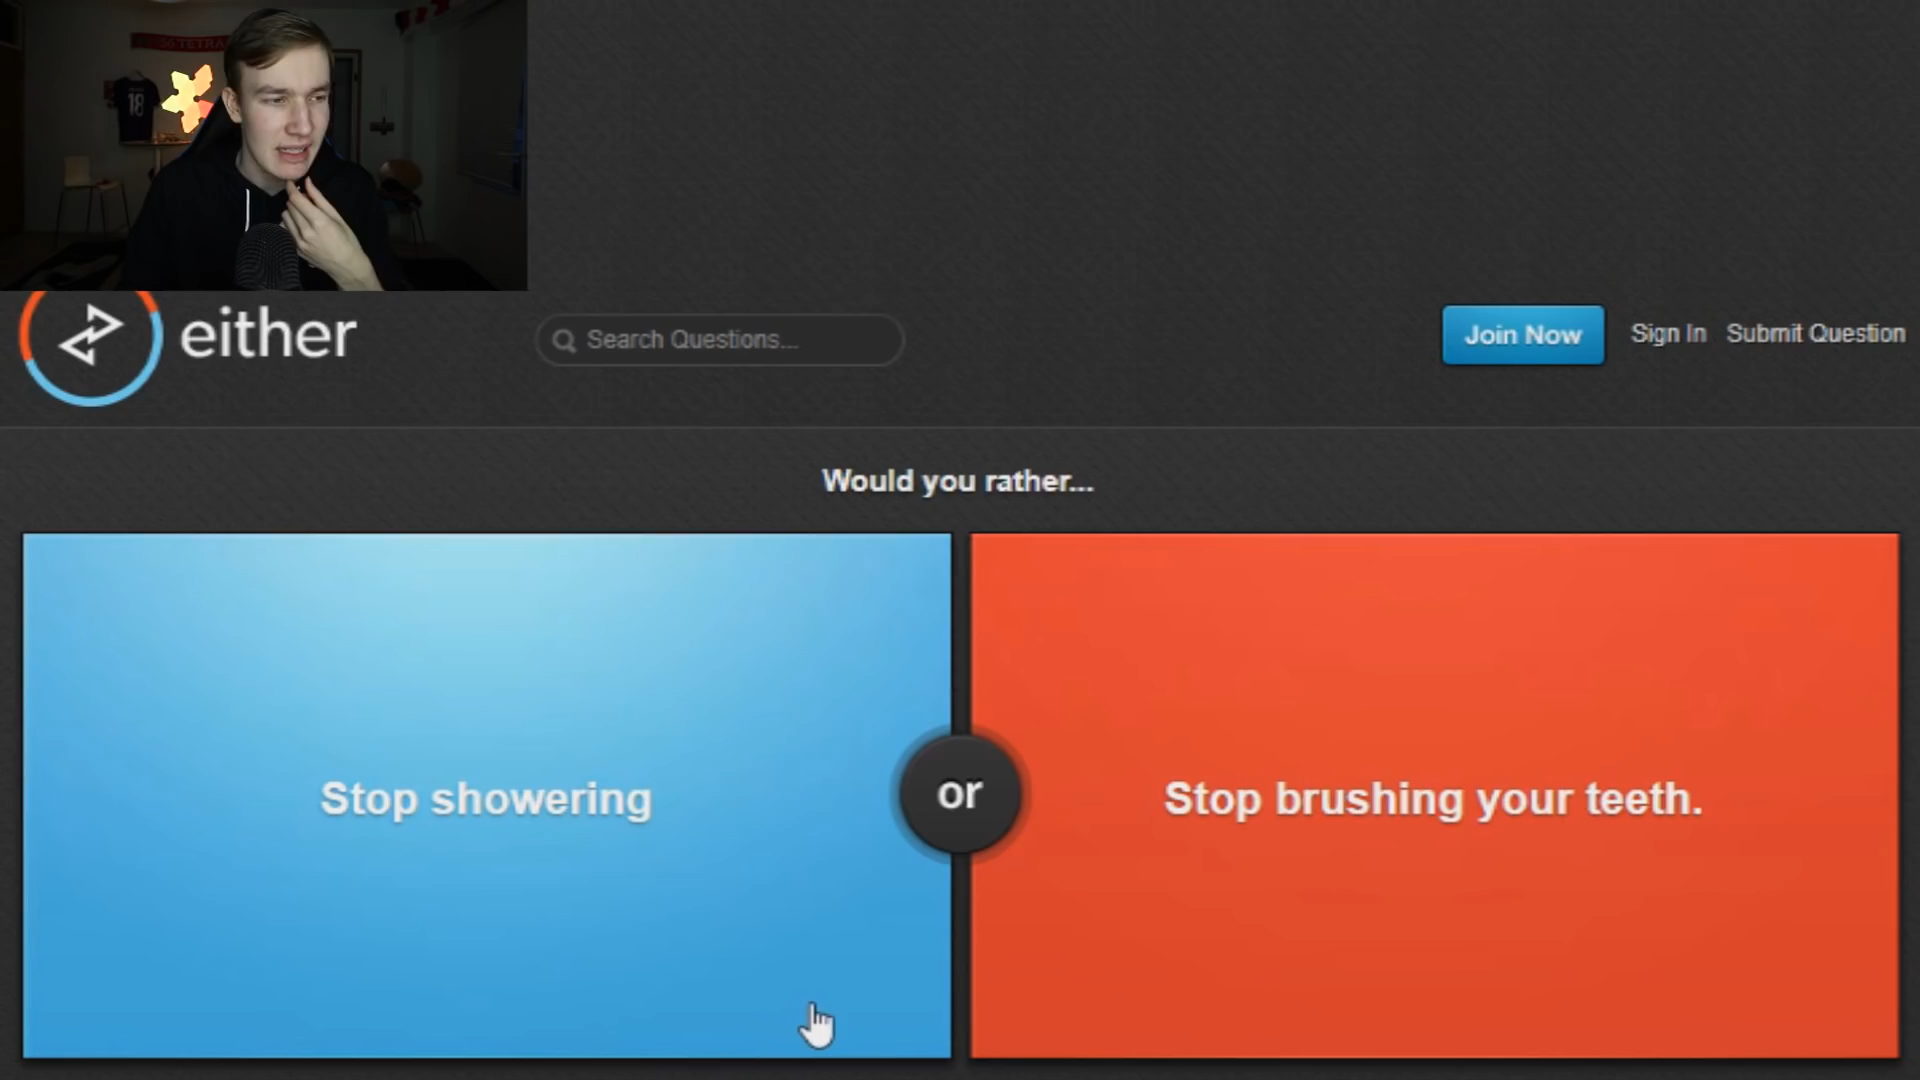 18
either
Search Questions...
Join Now
Sign In
Submit Question
Would you rather...
Stop showering
or
Stop brushing your teeth.